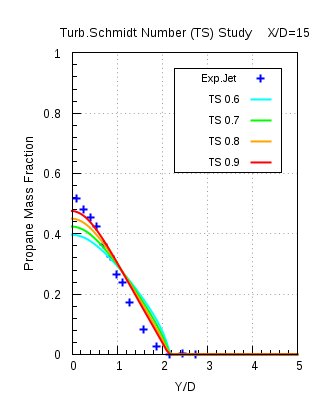 Turb.Schmidt Number (TS) Study X/D=15
1
0.8
0.6
0.4
0.2
0
Propane Mass Fraction
Exp.Jet
TS 0.6
TS 0.7
TS 0.8
TS 0.9
0 1 2 3 4 5
Y/D